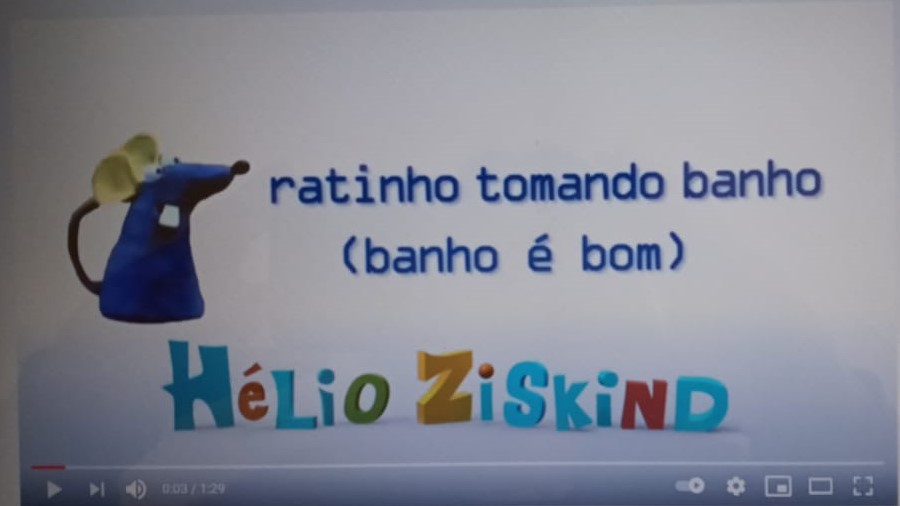 ratinho tomando banho
(banho é bom)
HéLio ZiSkiND
0:03 / 1:29